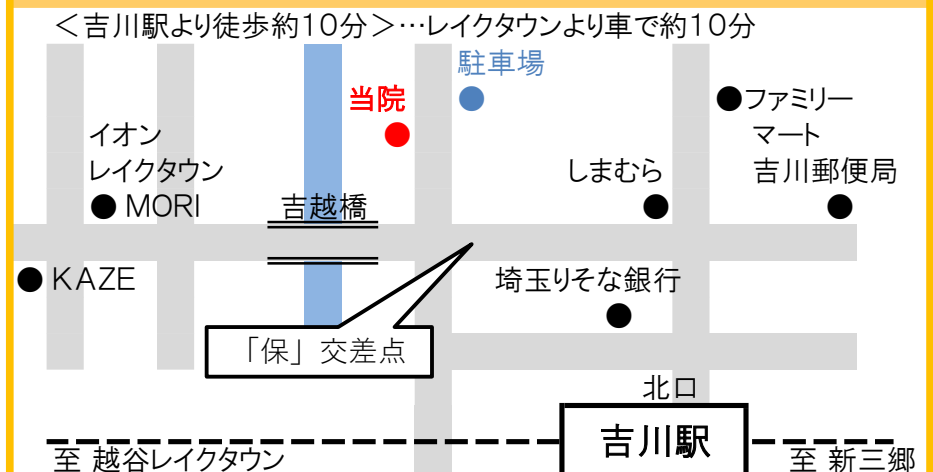 ＜吉川駅より徒歩約１０分＞…レイクタウンより車で約１０分
駐車場
当院
●ファミリー
マート
イオン
レイクタウン
● MORI
しまむら
吉川郵便局
吉越橋
●KAZE
埼玉りそな銀行
「保」交差点
北口
吉川駅
至 越谷レイクタウン
至 新三郷